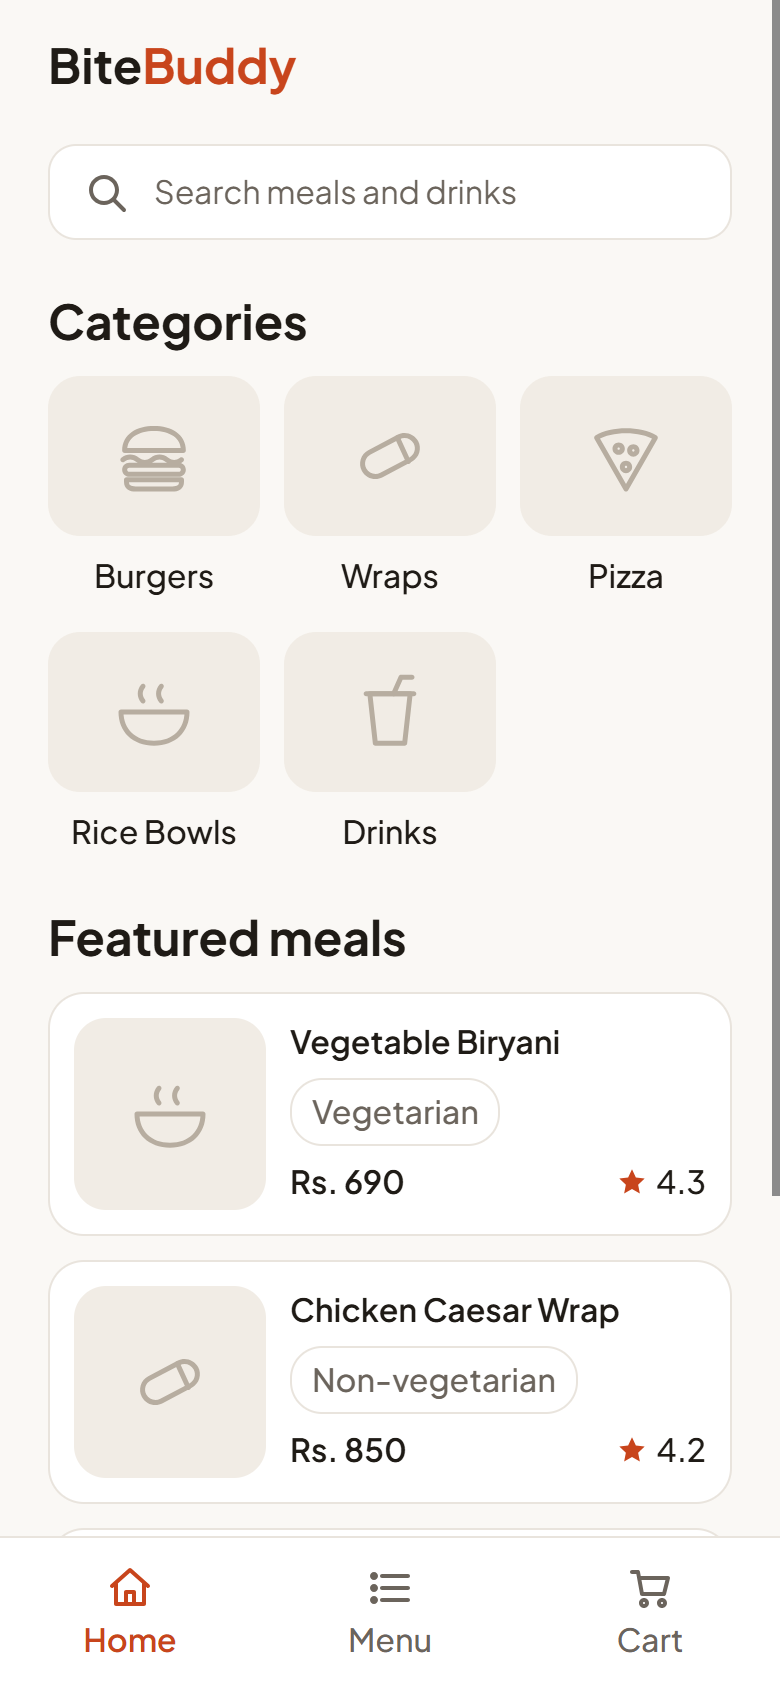 BiteBuddy
Search meals and drinks
Categories
Burgers
Wraps
Pizza
Rice Bowls
Drinks
Featured meals
Vegetable Biryani
Vegetarian
Rs. 690
4.3
Chicken Caesar Wrap
Non-vegetarian
Rs. 850
4.2
Home
Menu
Cart